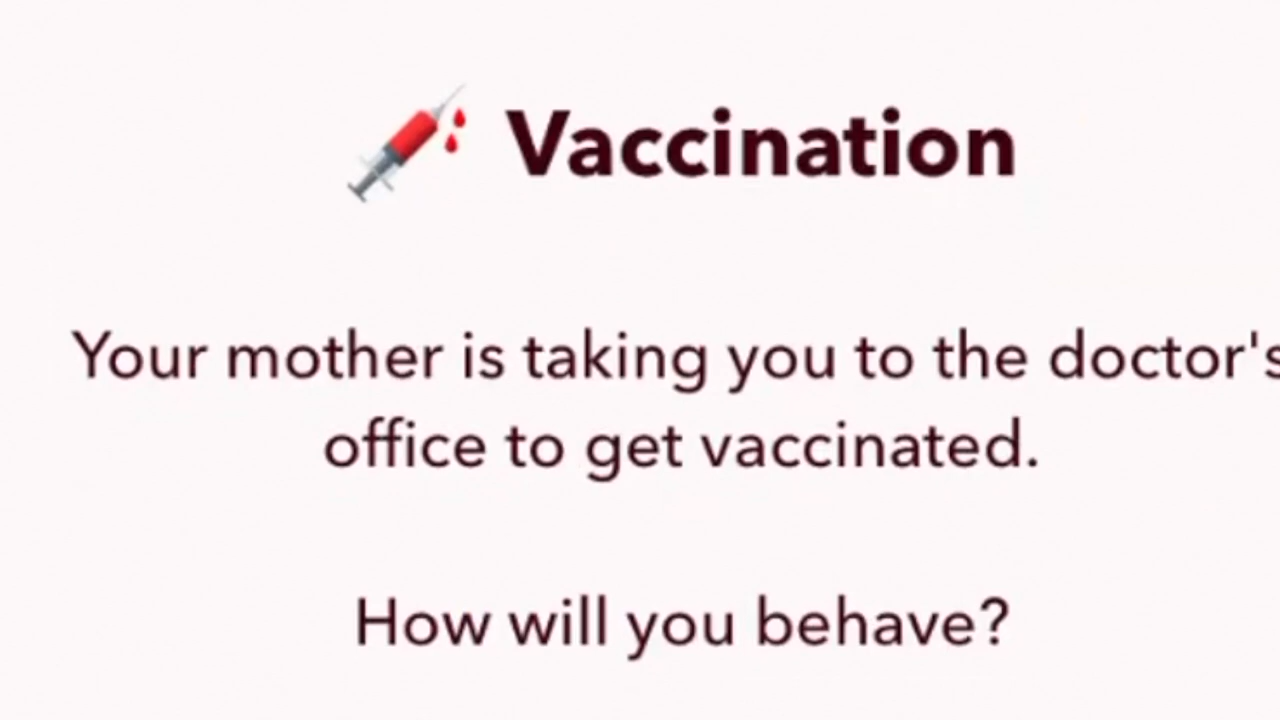 💉 Vaccination
Your mother is taking you to the doctor's
office to get vaccinated.
How will you behave?